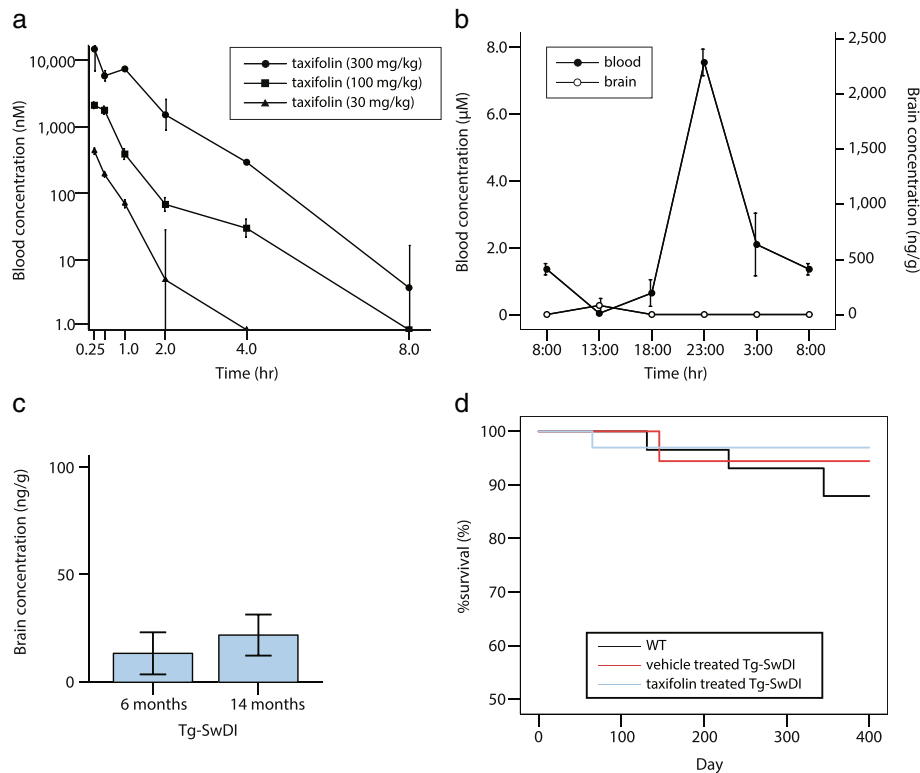 a
Blood concentration (nM)
10,000
1,000
100
10
1.0
0.25
1.0
2.0
4.0
8.0
Time (hr)
taxifolin (300 mg/kg)
taxifolin (100 mg/kg)
taxifolin (30 mg/kg)
b
Blood concentration (µM)
8.0
6.0
4.0
2.0
0
blood
brain
2,500
2,000
1,500
1,000
500
0
Brain concentration (ng/g)
8:00
13:00
18:00
23:00
3:00
8:00
Time (hr)
c
Brain concentration (ng/g)
100
50
0
6 months
14 months
Tg-SwDI
d
%survival (%)
100
90
80
70
60
50
WT
vehicle treated Tg-SwDI
taxifolin treated Tg-SwDI
0
100
200
300
400
Day